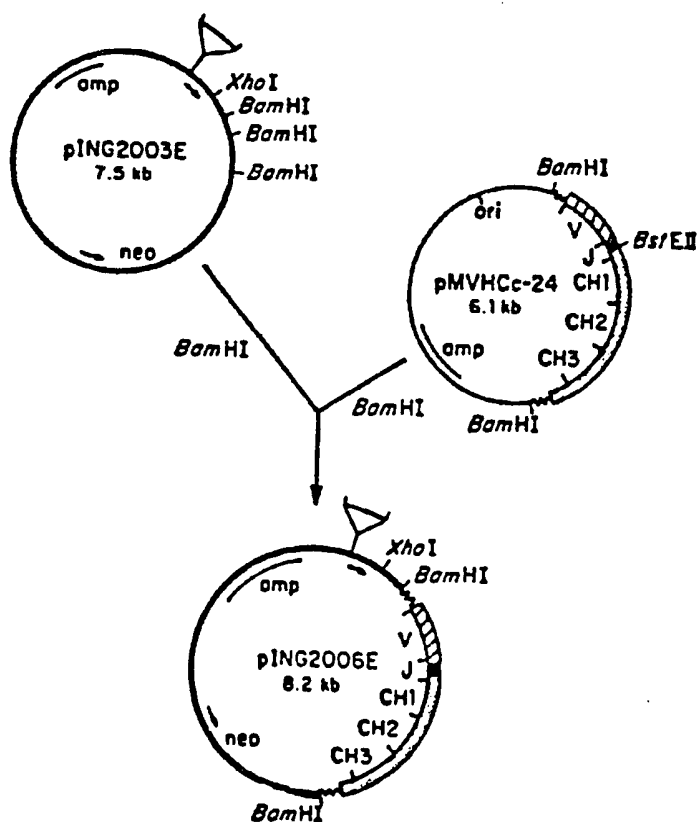 amp
XhoI
BamHI
BamHI
BamHI
pING2003E
7.5 kb
neo
BamHI
ori
V
J
BstEII
CH1
pMVHCc-24
6.1 kb
CH2
CH3
amp
BamHI
BamHI
BamHI
XhoI
BamHI
amp
V
pING2006E
8.2 kb
J
CH1
CH2
CH3
neo
BamHI